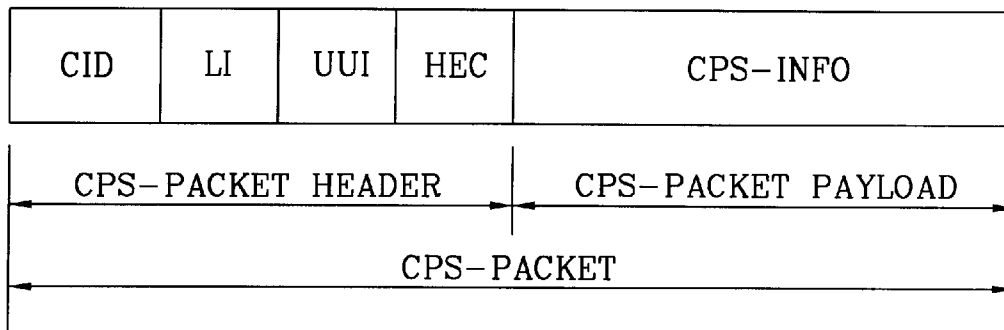 CID LI UUI HEC CPS-INFO
CPS-PACKET HEADER CPS-PACKET PAYLOAD
CPS-PACKET